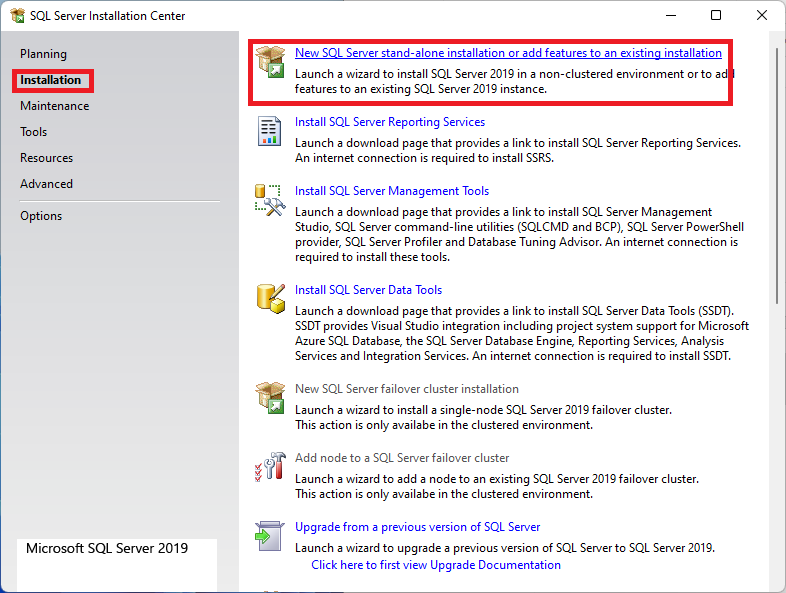 SQL Server Installation Center
Planning
Installation
Maintenance
Tools
Resources
Advanced
Options
Microsoft SQL Server 2019
New SQL Server stand-alone installation or add features to an existing installation
Launch a wizard to install SQL Server 2019 in a non-clustered environment or to add
features to an existing SQL Server 2019 instance.
Install SQL Server Reporting Services
Launch a download page that provides a link to install SQL Server Reporting Services.
An internet connection is required to install SSRS.
Install SQL Server Management Tools
Launch a download page that provides a link to install SQL Server Management
Studio, SQL Server command-line utilities (SQLCMD and BCP), SQL Server PowerShell
provider, SQL Server Profiler and Database Tuning Advisor. An internet connection is
required to install these tools.
Install SQL Server Data Tools
Launch a download page that provides a link to install SQL Server Data Tools (SSDT).
SSDT provides Visual Studio integration including project system support for Microsoft
Azure SQL Database, the SQL Server Database Engine, Reporting Services, Analysis
Services and Integration Services. An internet connection is required to install SSDT.
New SQL Server failover cluster installation
Launch a wizard to install a single-node SQL Server 2019 failover cluster.
This action is only availabe in the clustered environment.
Add node to a SQL Server failover cluster
Launch a wizard to add a node to an existing SQL Server 2019 failover cluster.
This action is only availabe in the clustered environment.
Upgrade from a previous version of SQL Server
Launch a wizard to upgrade a previous version of SQL Server to SQL Server 2019.
Click here to first view Upgrade Documentation